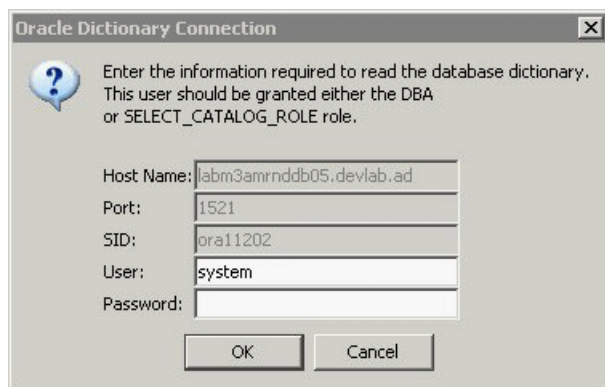 Oracle Dictionary Connection
Enter the information required to read the database dictionary.
This user should be granted either the DBA
or SELECT_CATALOG_ROLE role.
Host Name: labm3amrnddb05.devlab.ad
Port: 1521
SID: ora11202
User: system
Password:
OK Cancel